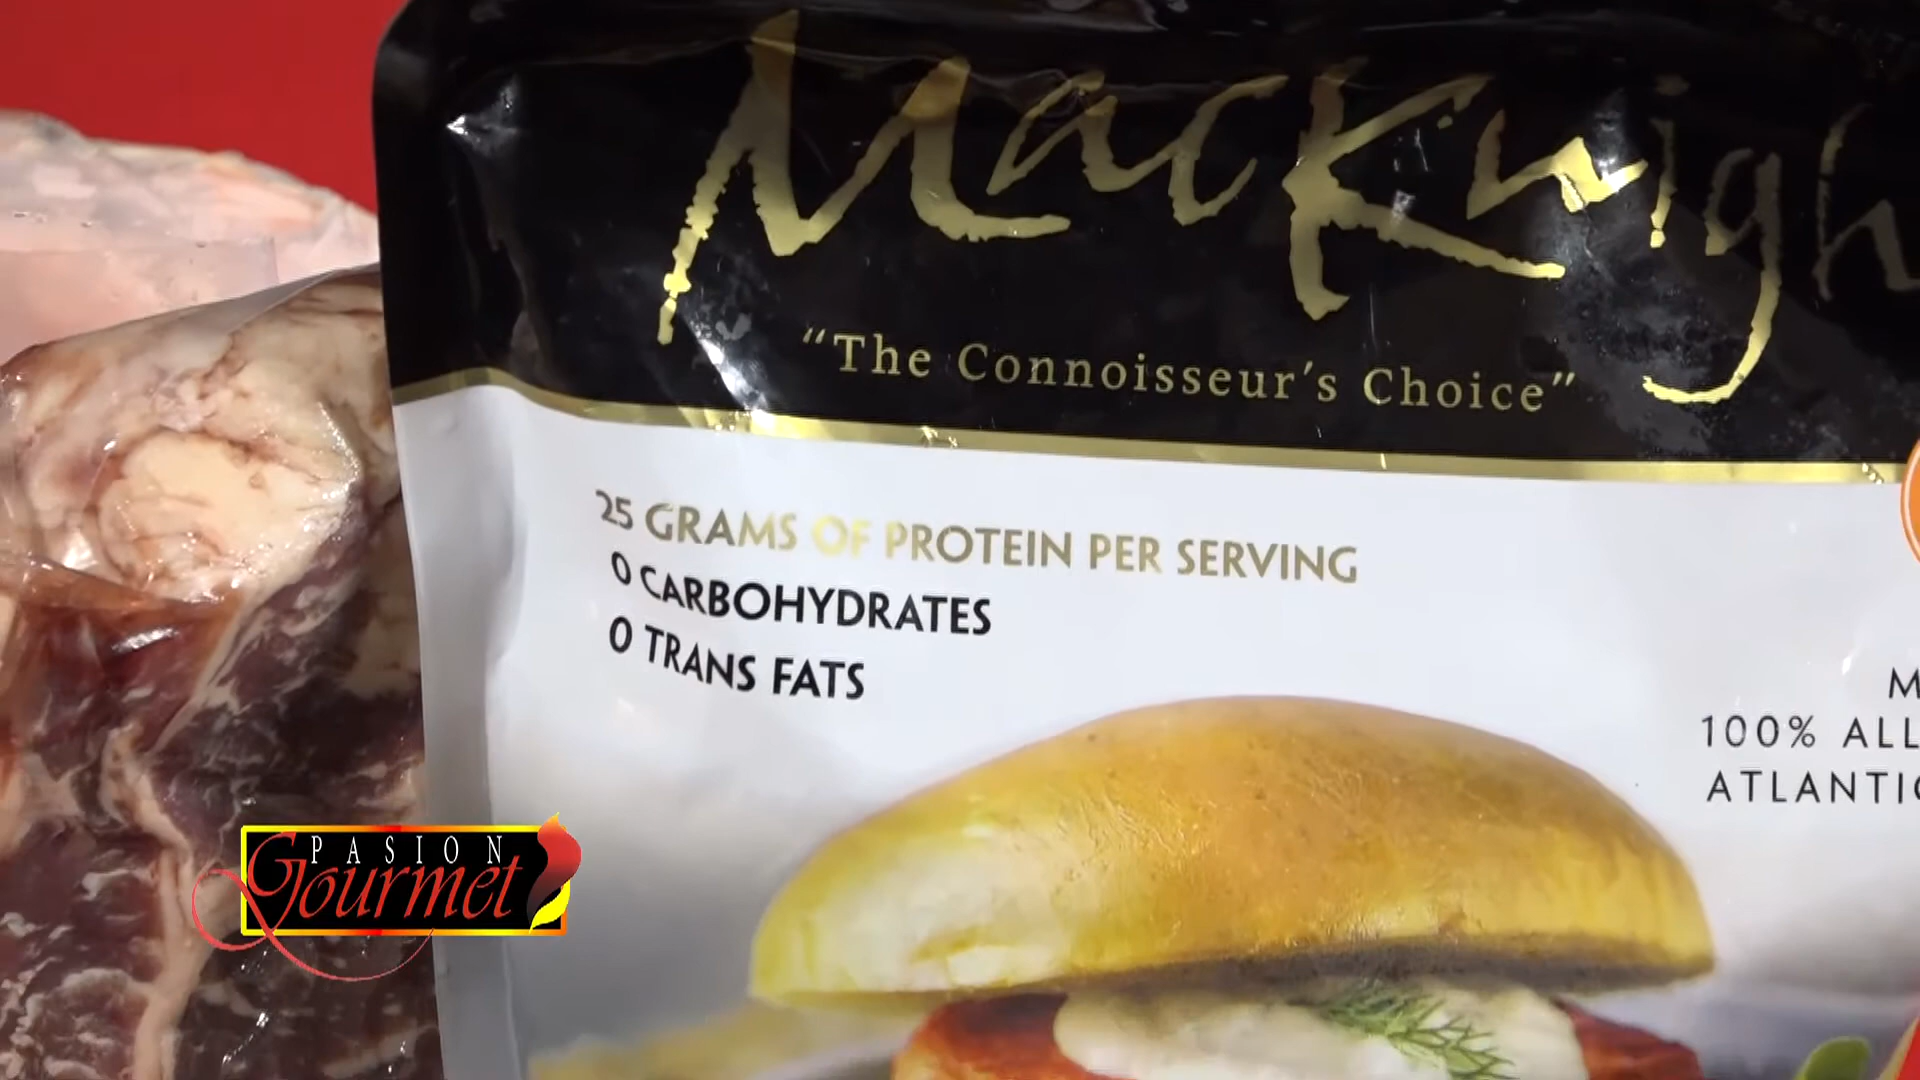 MacKnigh
“The Connoisseur's Choice”
25 GRAMS OF PROTEIN PER SERVING
0 CARBOHYDRATES
0 TRANS FATS
100% ALL
ATLANTIC
PASION
Gourmet